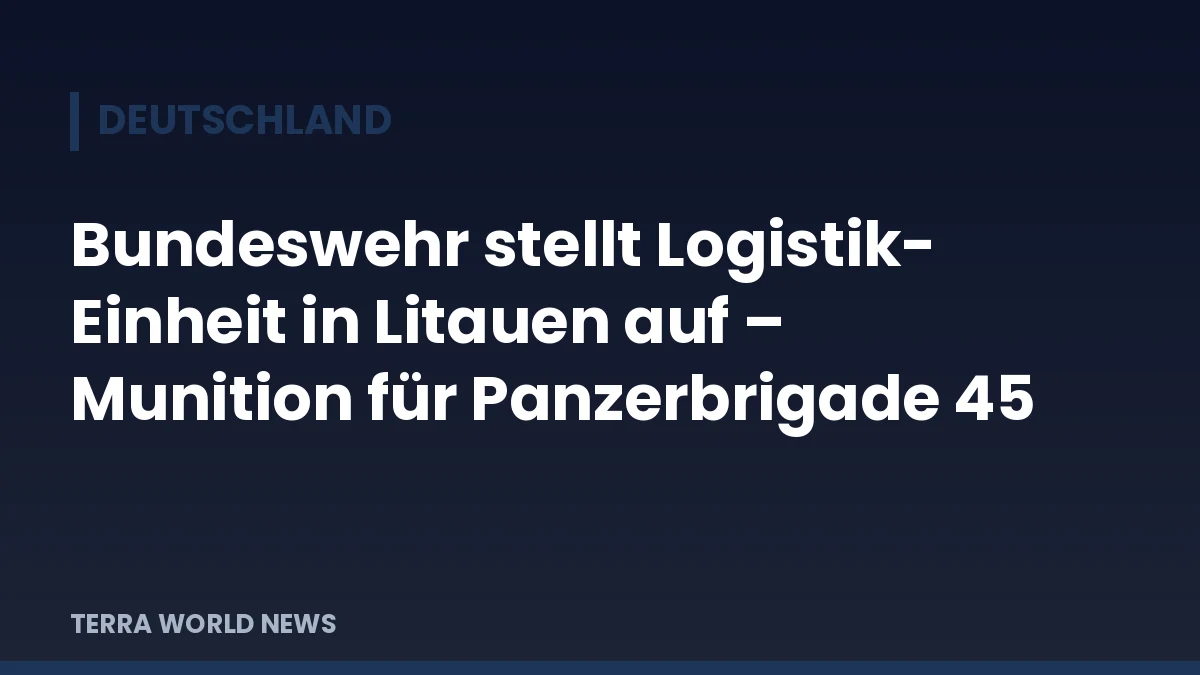 DEUTSCHLAND
Bundeswehr stellt Logistik-
Einheit in Litauen auf –
Munition für Panzerbrigade 45
TERRA WORLD NEWS